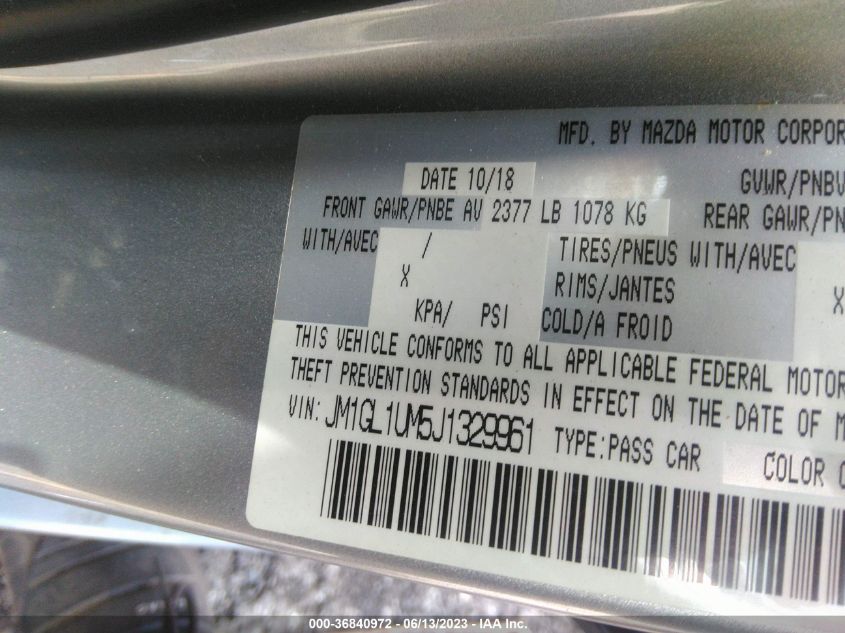 MFD. BY MAZDA MOTOR CORPOR
DATE 10/18
GVWR/PNBV
FRONT GAWR/PNBE AV 2377 LB 1078 KG
REAR GAWR/PN
WITH/AVEC /
TIRES/PNEUS WITH/AVEC
X
RIMS/JANTES
X
KPA/ PSI
COLD/A FROID
THIS VEHICLE CONFORMS TO ALL APPLICABLE FEDERAL MOTOR
THEFT PREVENTION STANDARDS IN EFFECT ON THE DATE OF M
VIN: JM1GL1UM5J1329961
TYPE:PASS CAR
COLOR C
000-36840972 - 06/13/2023 - IAA Inc.